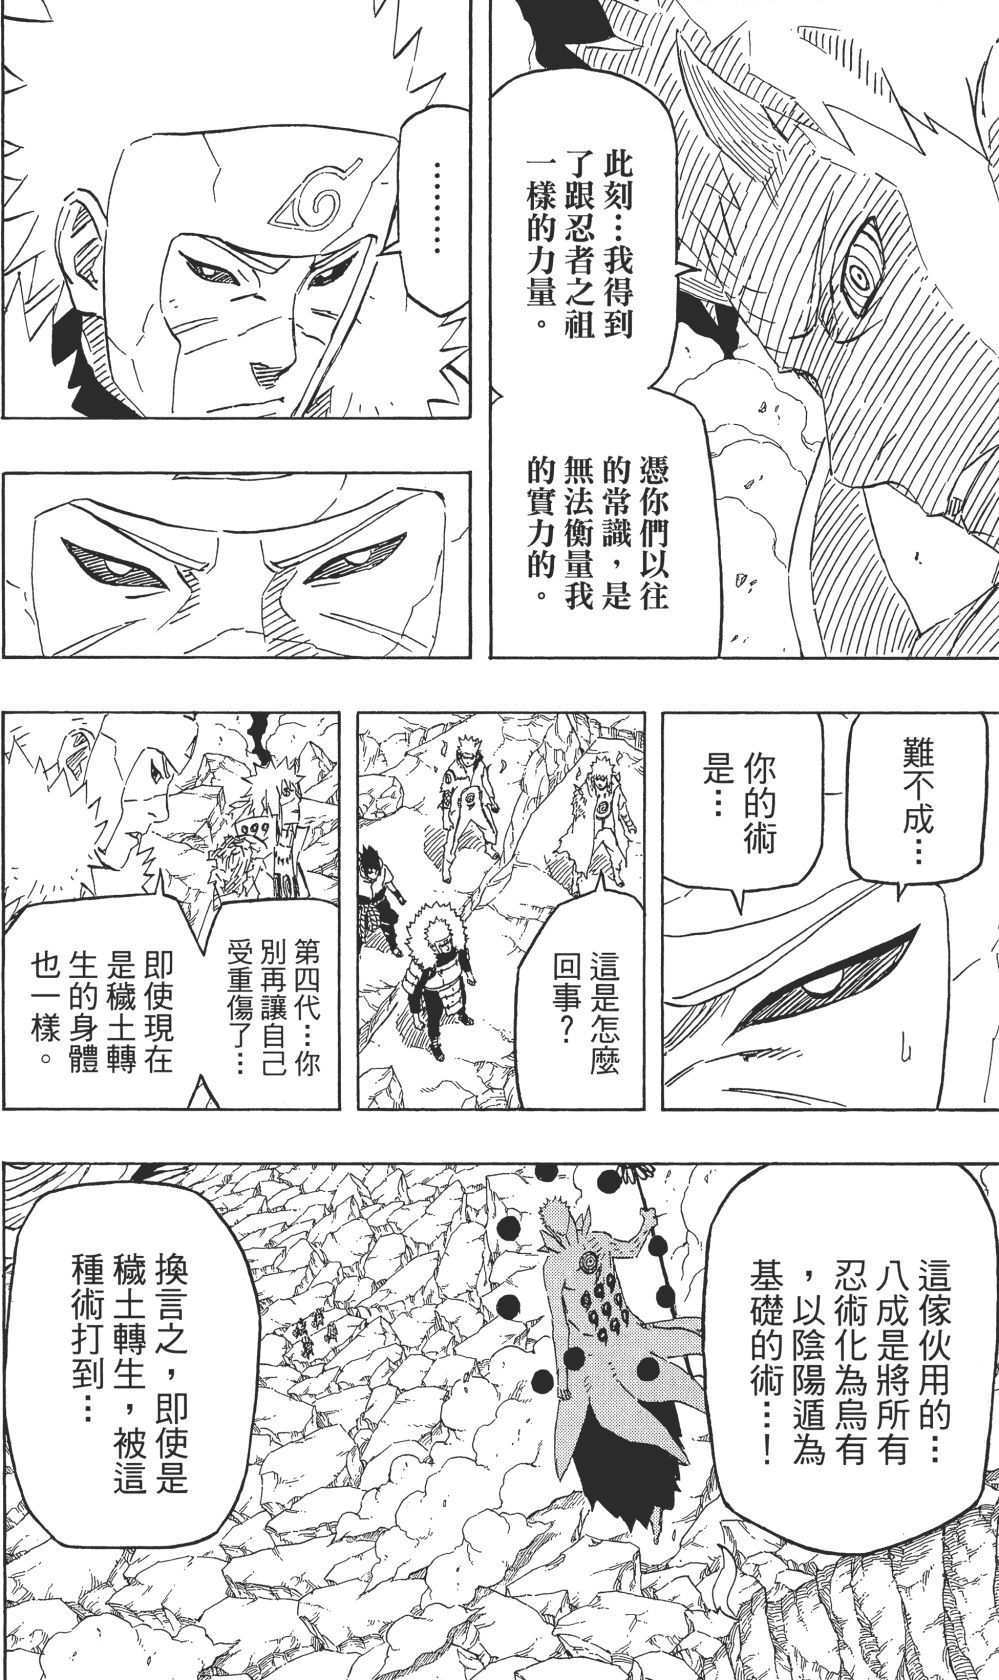 此刻…我得到
了跟忍者之祖
一樣的力量。
憑你們以往
的常識，是
無法衡量我
的實力的。
………
難不成…
你的術
是…
這是怎麼
回事？
第四代…你
別再讓自己
受重傷了…
即使現在
是穢土轉
生的身體
也一樣。
這傢伙用的…
八成是將所有
忍術化為烏有
，以陰陽遁為
基礎的術…！
換言之，即使是
穢土轉生，被這
種術打到…